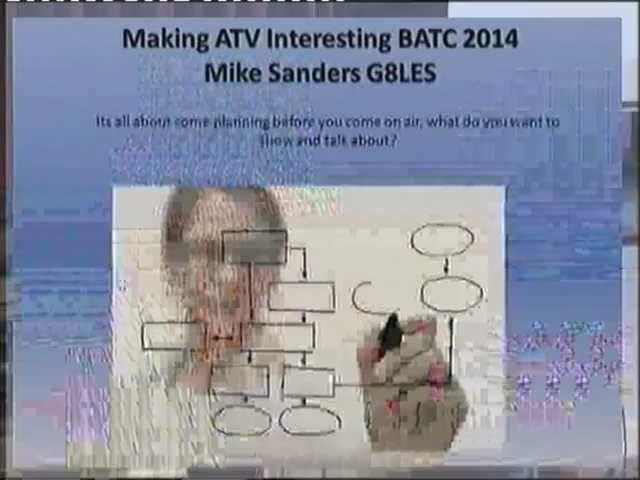 Making ATV Interesting BATC 2014
Mike Sanders G8LES
Its all about some planning before you come on air, what do you want to
show and talk about?